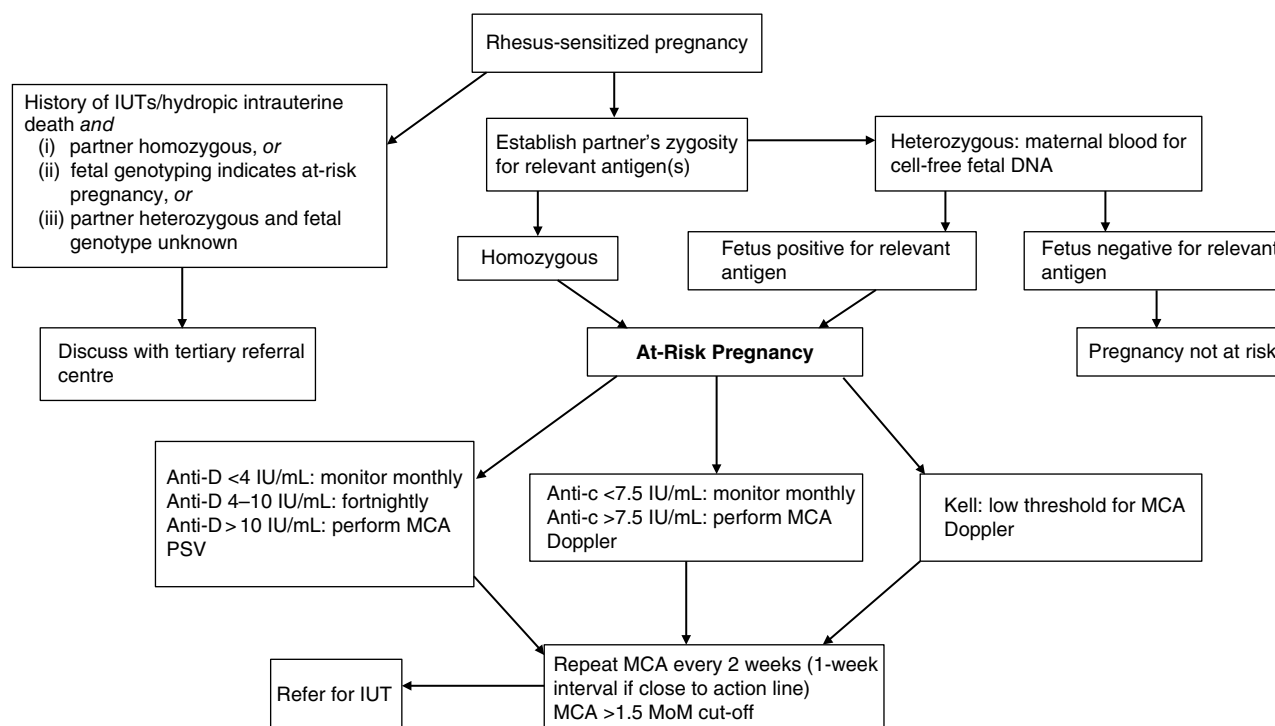 Rhesus-sensitized pregnancy
History of IUTs/hydropic intrauterine
death and
(i) partner homozygous, or
(ii) fetal genotyping indicates at-risk
pregnancy, or
(iii) partner heterozygous and fetal
genotype unknown
Establish partner's zygosity
for relevant antigen(s)
Heterozygous: maternal blood for
cell-free fetal DNA
Homozygous
Fetus positive for relevant
antigen
Fetus negative for relevant
antigen
Discuss with tertiary referral
centre
At-Risk Pregnancy
Pregnancy not at risk
Anti-D <4 IU/mL: monitor monthly
Anti-D 4–10 IU/mL: fortnightly
Anti-D > 10 IU/mL: perform MCA
PSV
Anti-c <7.5 IU/mL: monitor monthly
Anti-c >7.5 IU/mL: perform MCA
Doppler
Kell: low threshold for MCA
Doppler
Refer for IUT
Repeat MCA every 2 weeks (1-week
interval if close to action line)
MCA >1.5 MoM cut-off